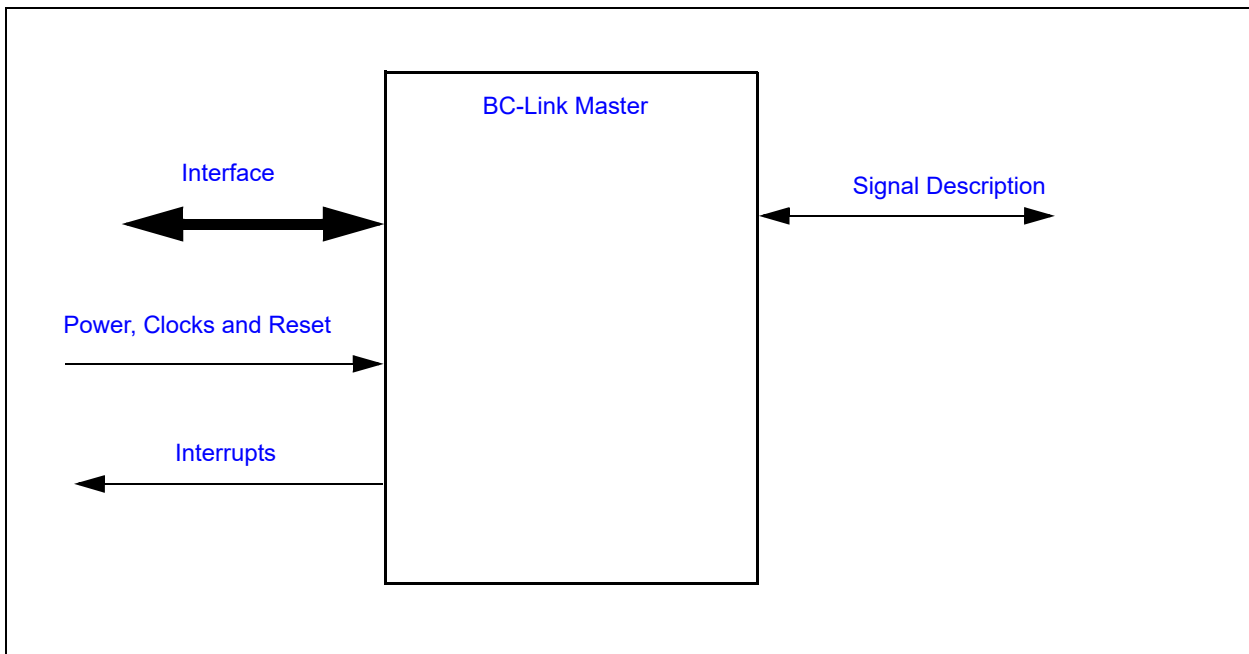 BC-Link Master
Interface
Signal Description
Power, Clocks and Reset
Interrupts